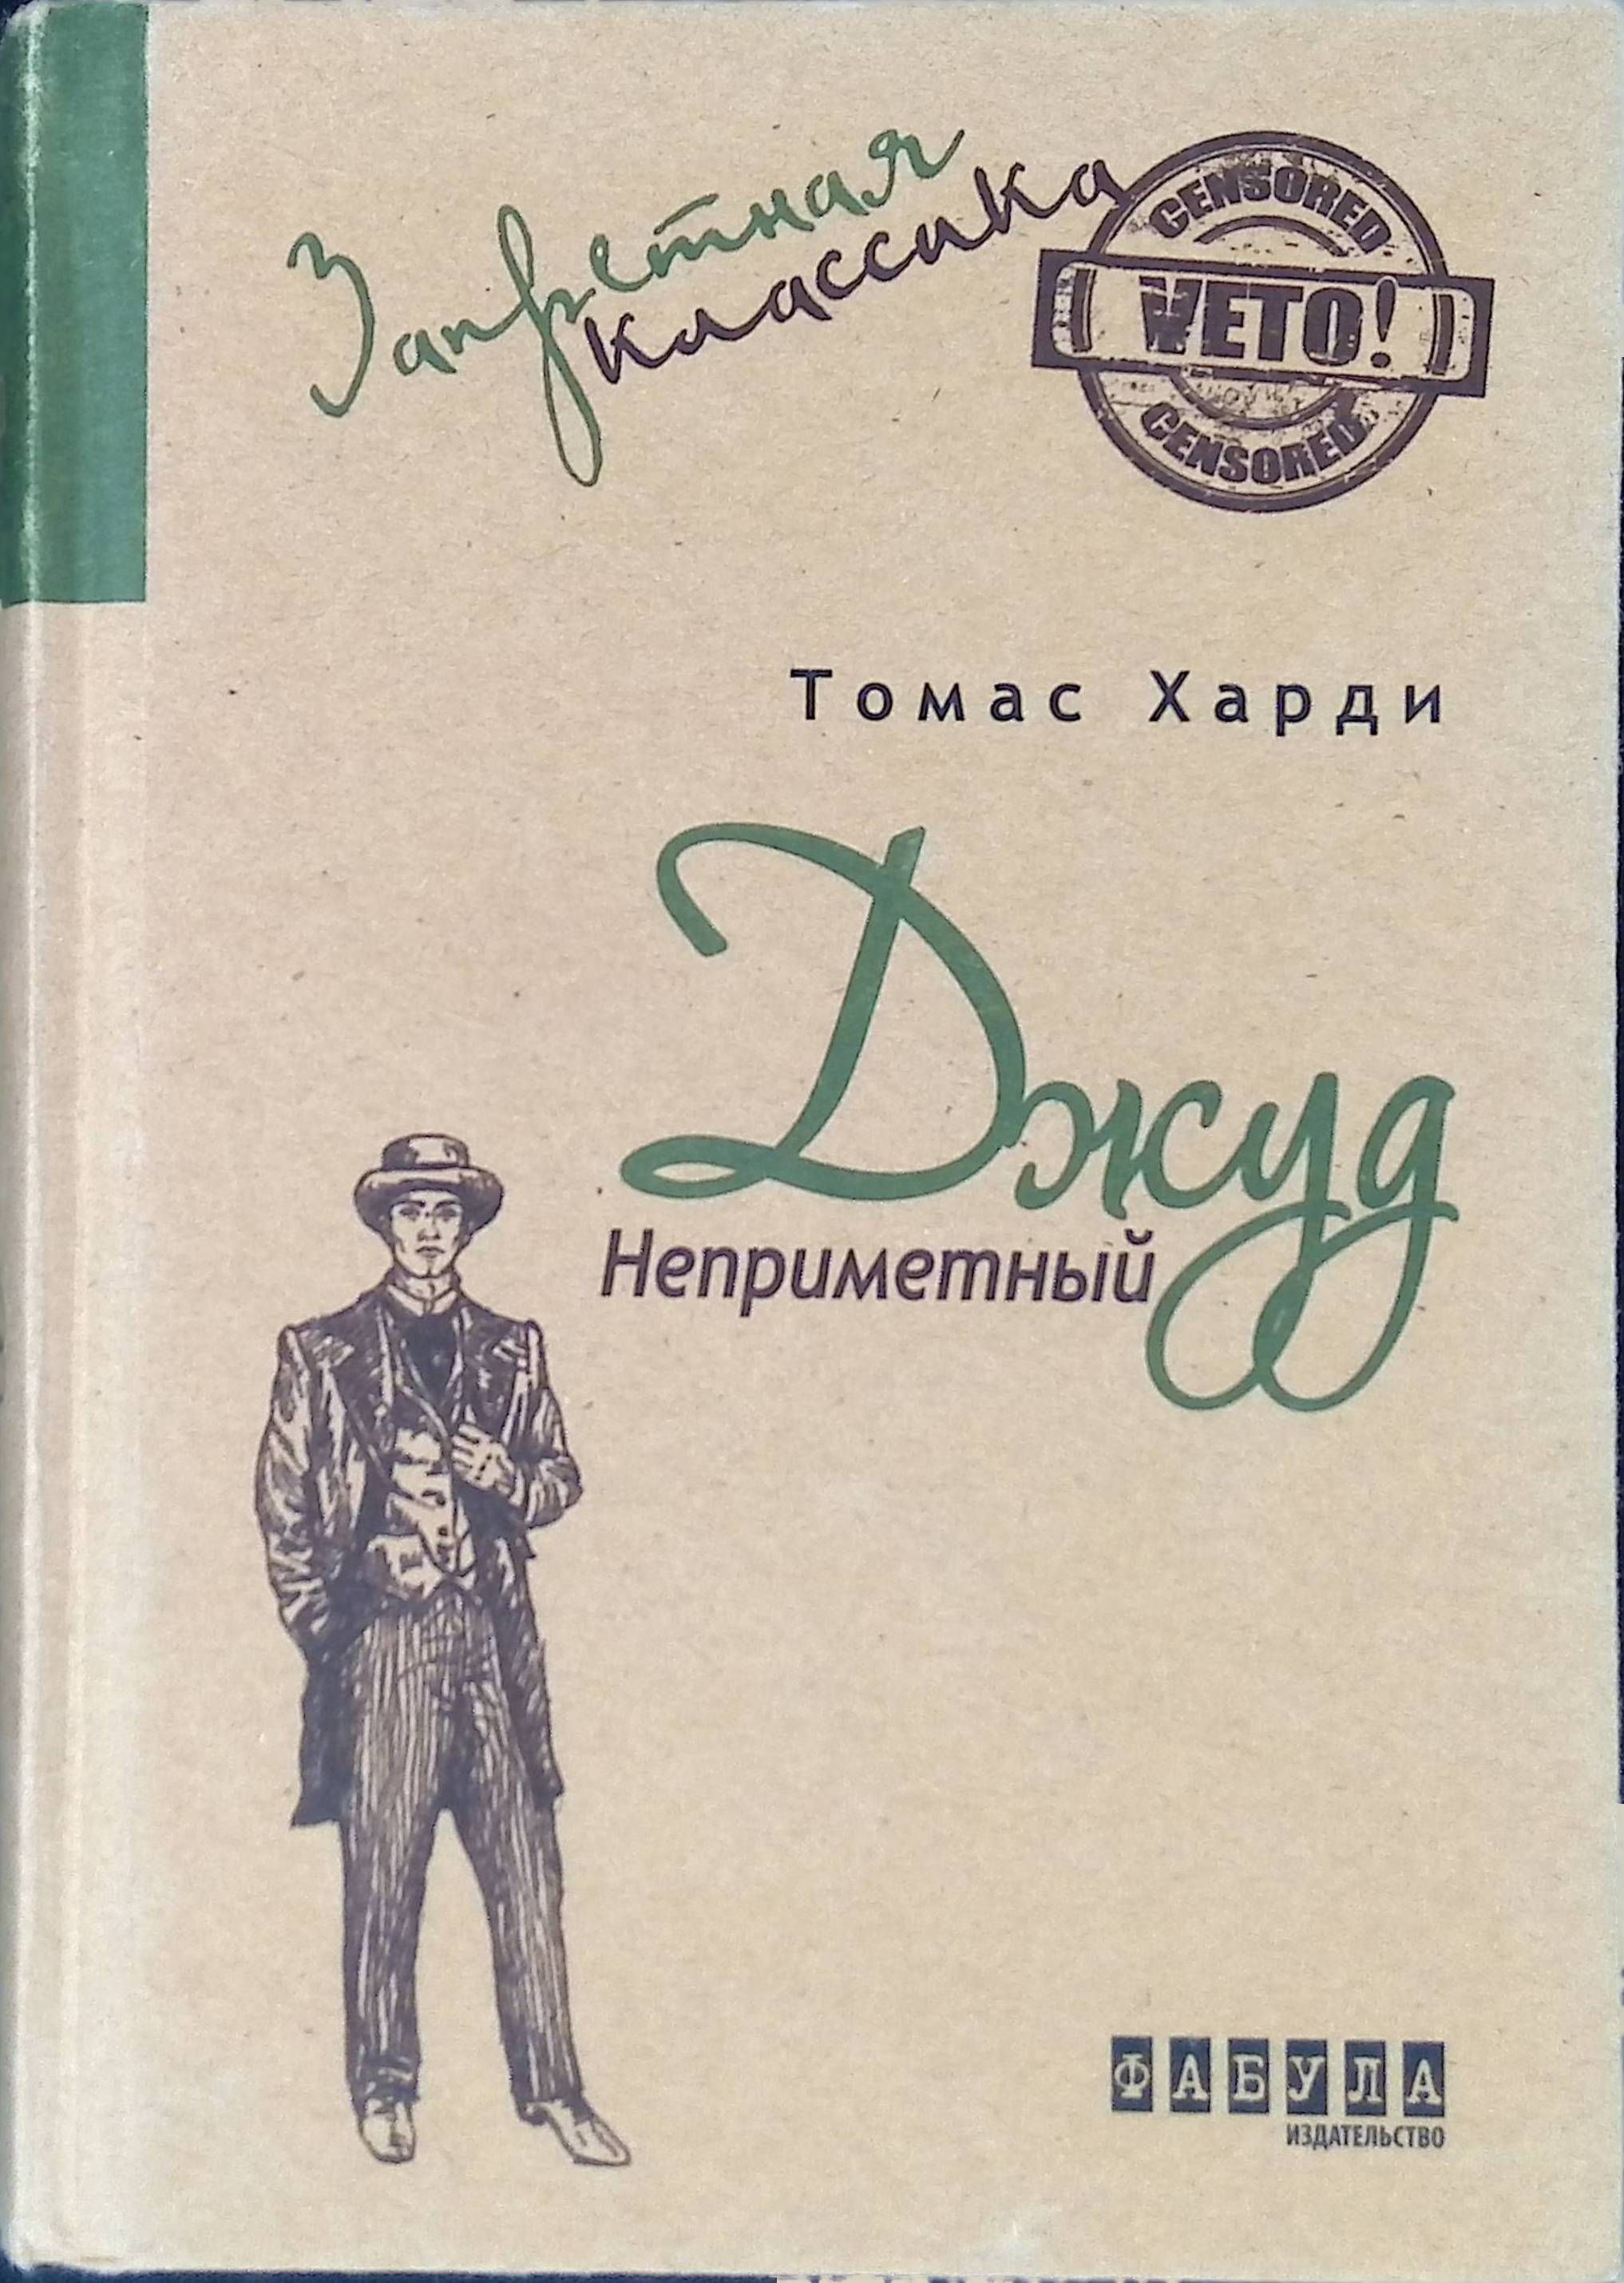 Запретная
классика
CENSORED
VETO!
CENSORED
Томас Харди
Джуд
Неприметный
ФАБУЛА
ИЗДАТЕЛЬСТВО